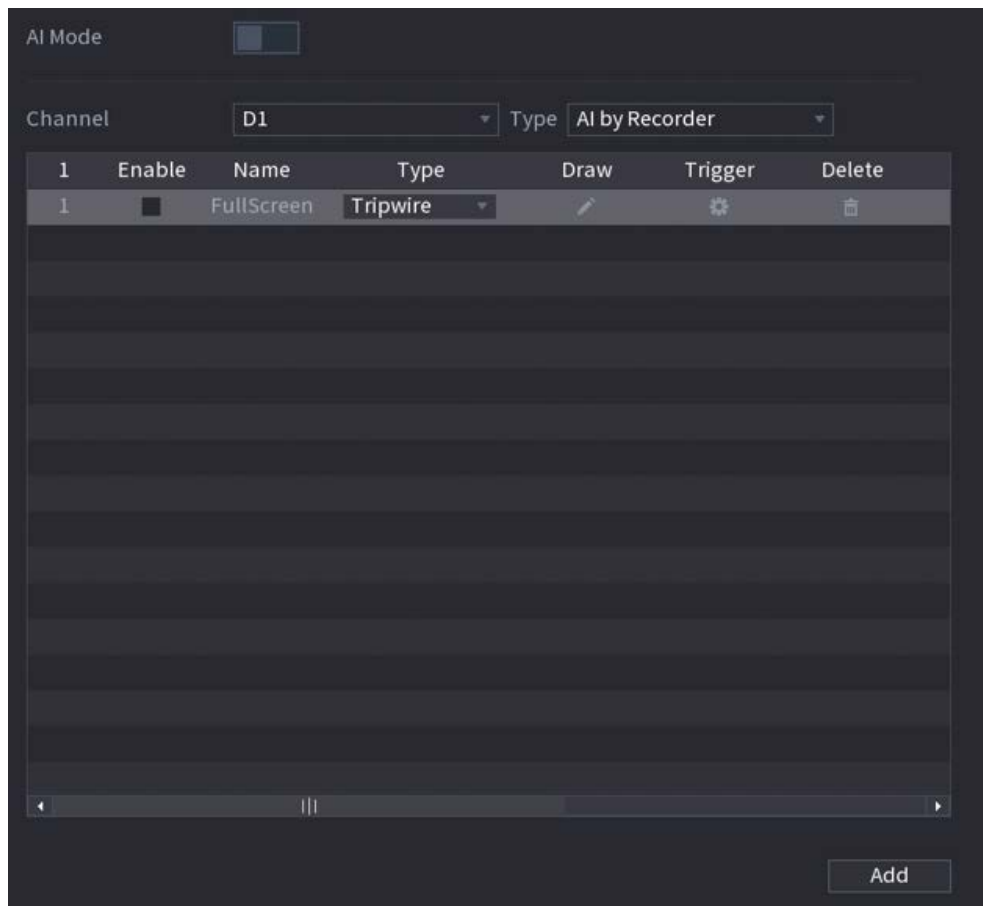 AI Mode
Channel D1 Type AI by Recorder
1 Enable Name Type Draw Trigger Delete
1 FullScreen Tripwire
Add